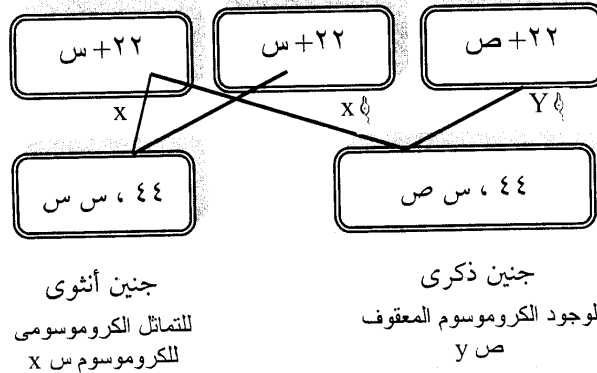 ٢٢+ ص
٢٢+ س
٢٢+ س
Y
x
x
٤٤ ، س ص
٤٤ ، س س
جنين ذكرى
لوجود الكروموسوم المعقوف
ص y
جنين أنثوى
للتماثل الكروموسومى
للكروموسوم س x